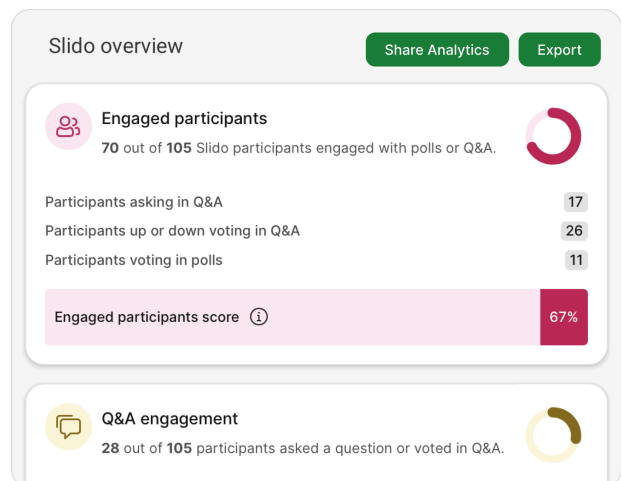 Slido overview
Share Analytics
Export
Engaged participants
70 out of 105 Slido participants engaged with polls or Q&A.
Participants asking in Q&A 17
Participants up or down voting in Q&A 26
Participants voting in polls 11
Engaged participants score 67%
Q&A engagement
28 out of 105 participants asked a question or voted in Q&A.